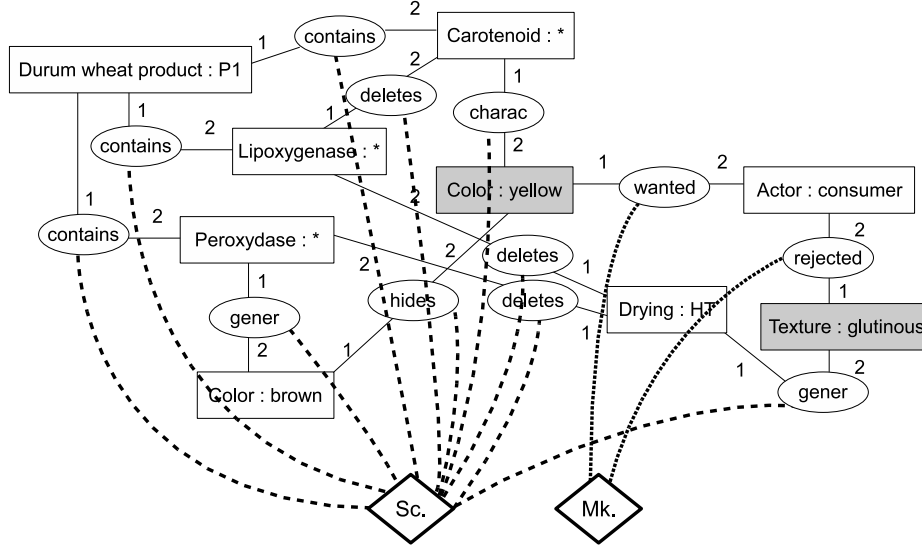 2
contains
1
2
Carotenoid : *
Durum wheat product : P1
2
1
deletes
charac
1
1
2
contains
2
Lipoxygenase : *
1
2
Color : yellow
wanted
Actor : consumer
2
1
contains
2
Peroxydase : *
2
rejected
deletes
2
2
1
1
hides
deletes
1
gener
Drying : HT
1
Texture : glutinous
2
1
1
2
Color : brown
gener
Sc.
Mk.